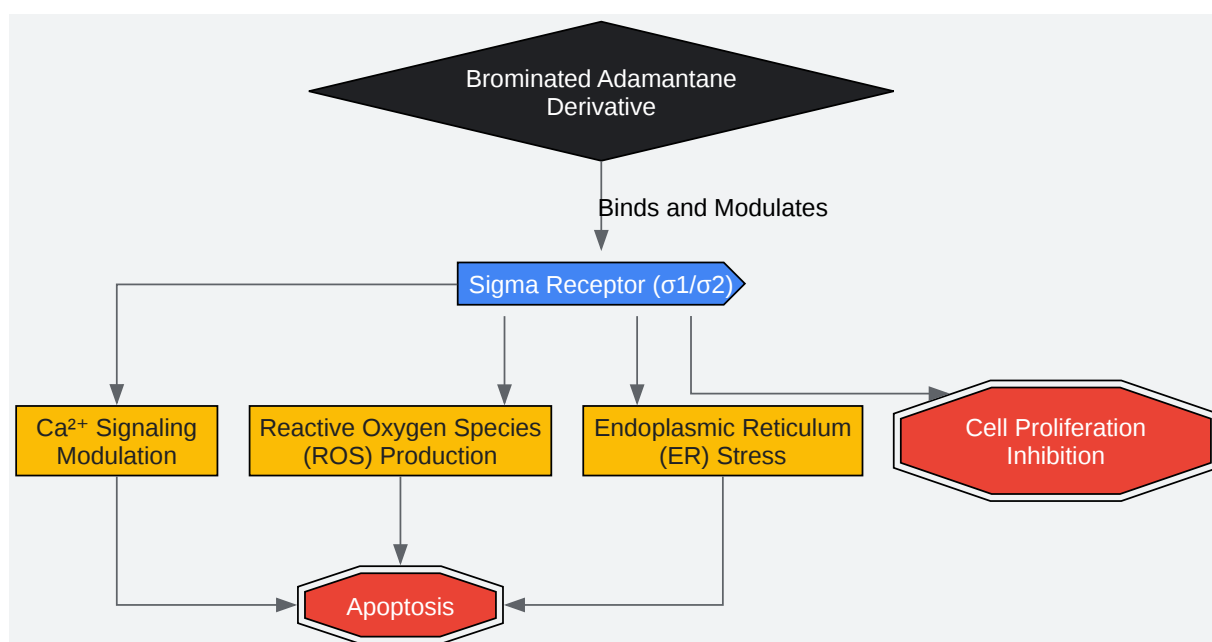 Brominated Adamantane
Derivative
Binds and Modulates
Sigma Receptor (σ1/σ2)
Ca²⁺ Signaling
Modulation
Reactive Oxygen Species
(ROS) Production
Endoplasmic Reticulum
(ER) Stress
Cell Proliferation
Inhibition
Apoptosis